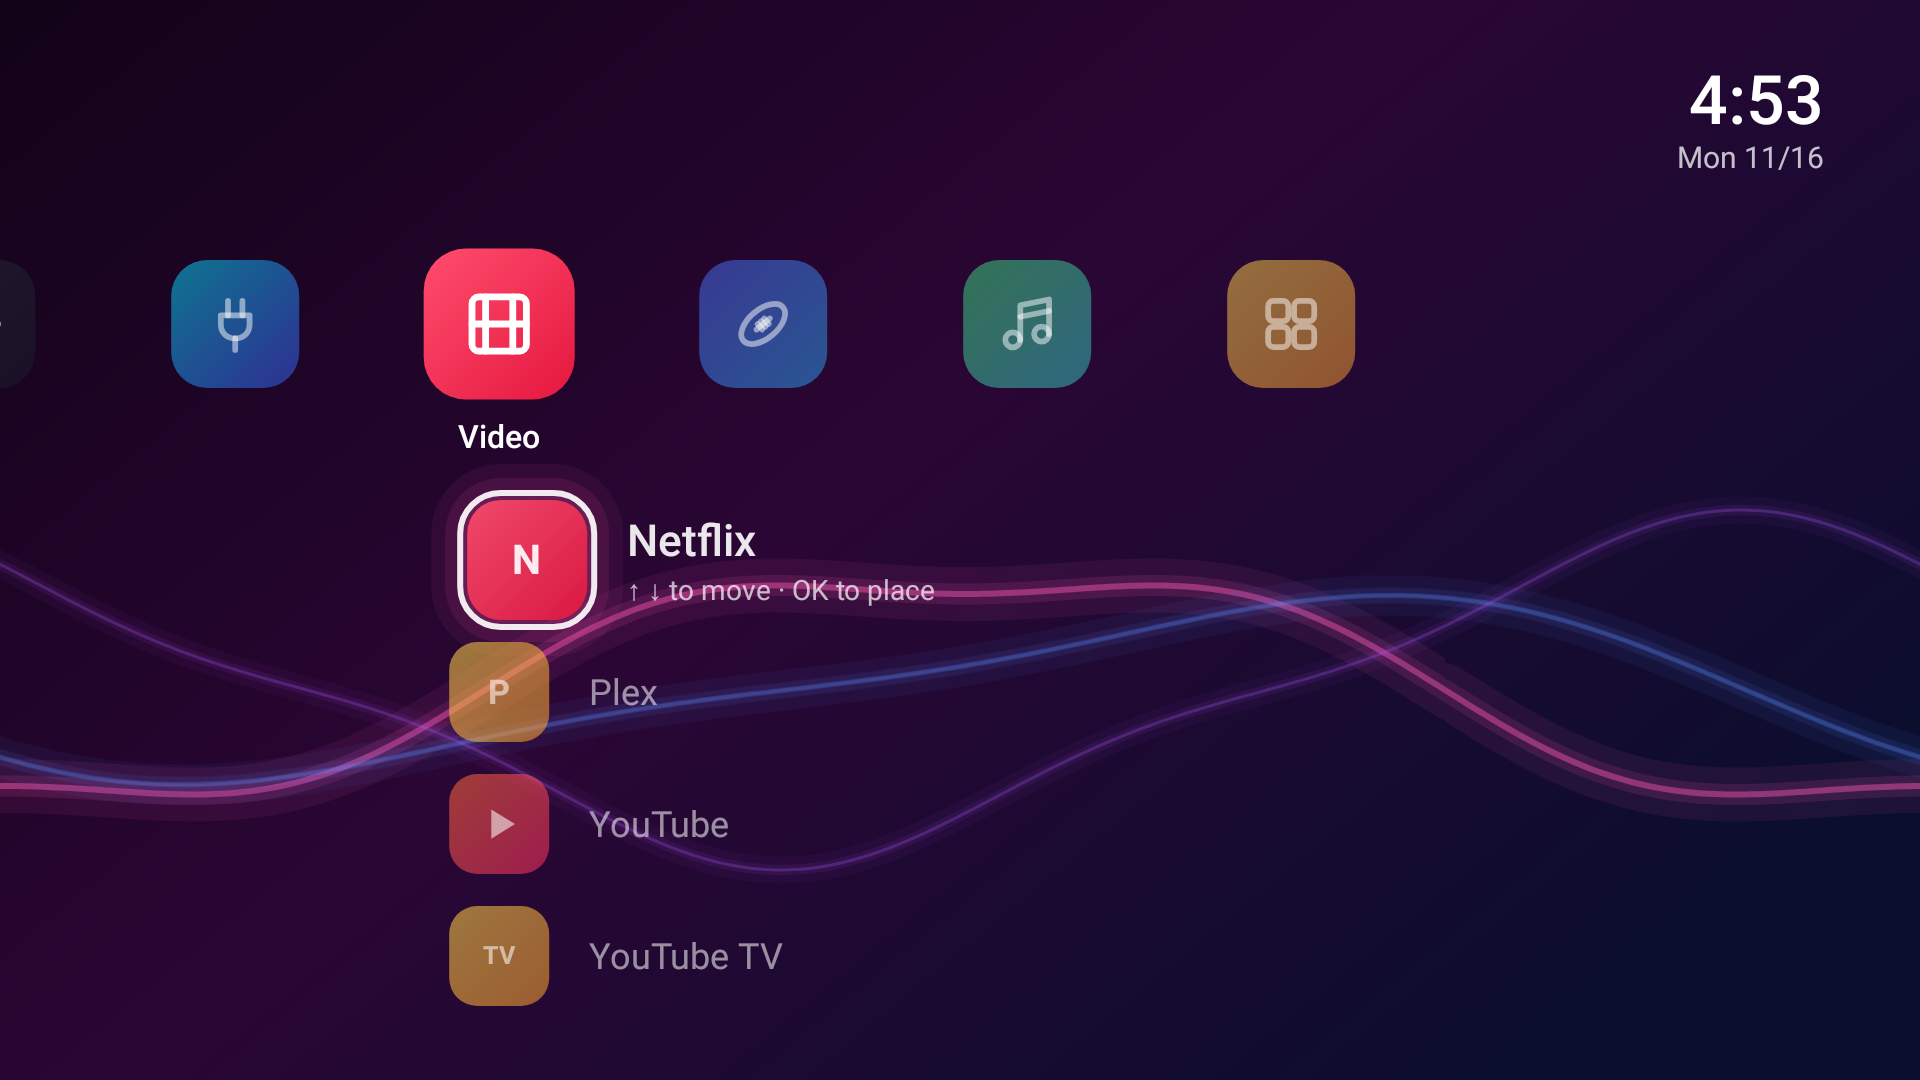 4:53
Mon 11/16
Video
N
Netflix
↑ ↓ to move · OK to place
P
Plex
YouTube
TV
YouTube TV